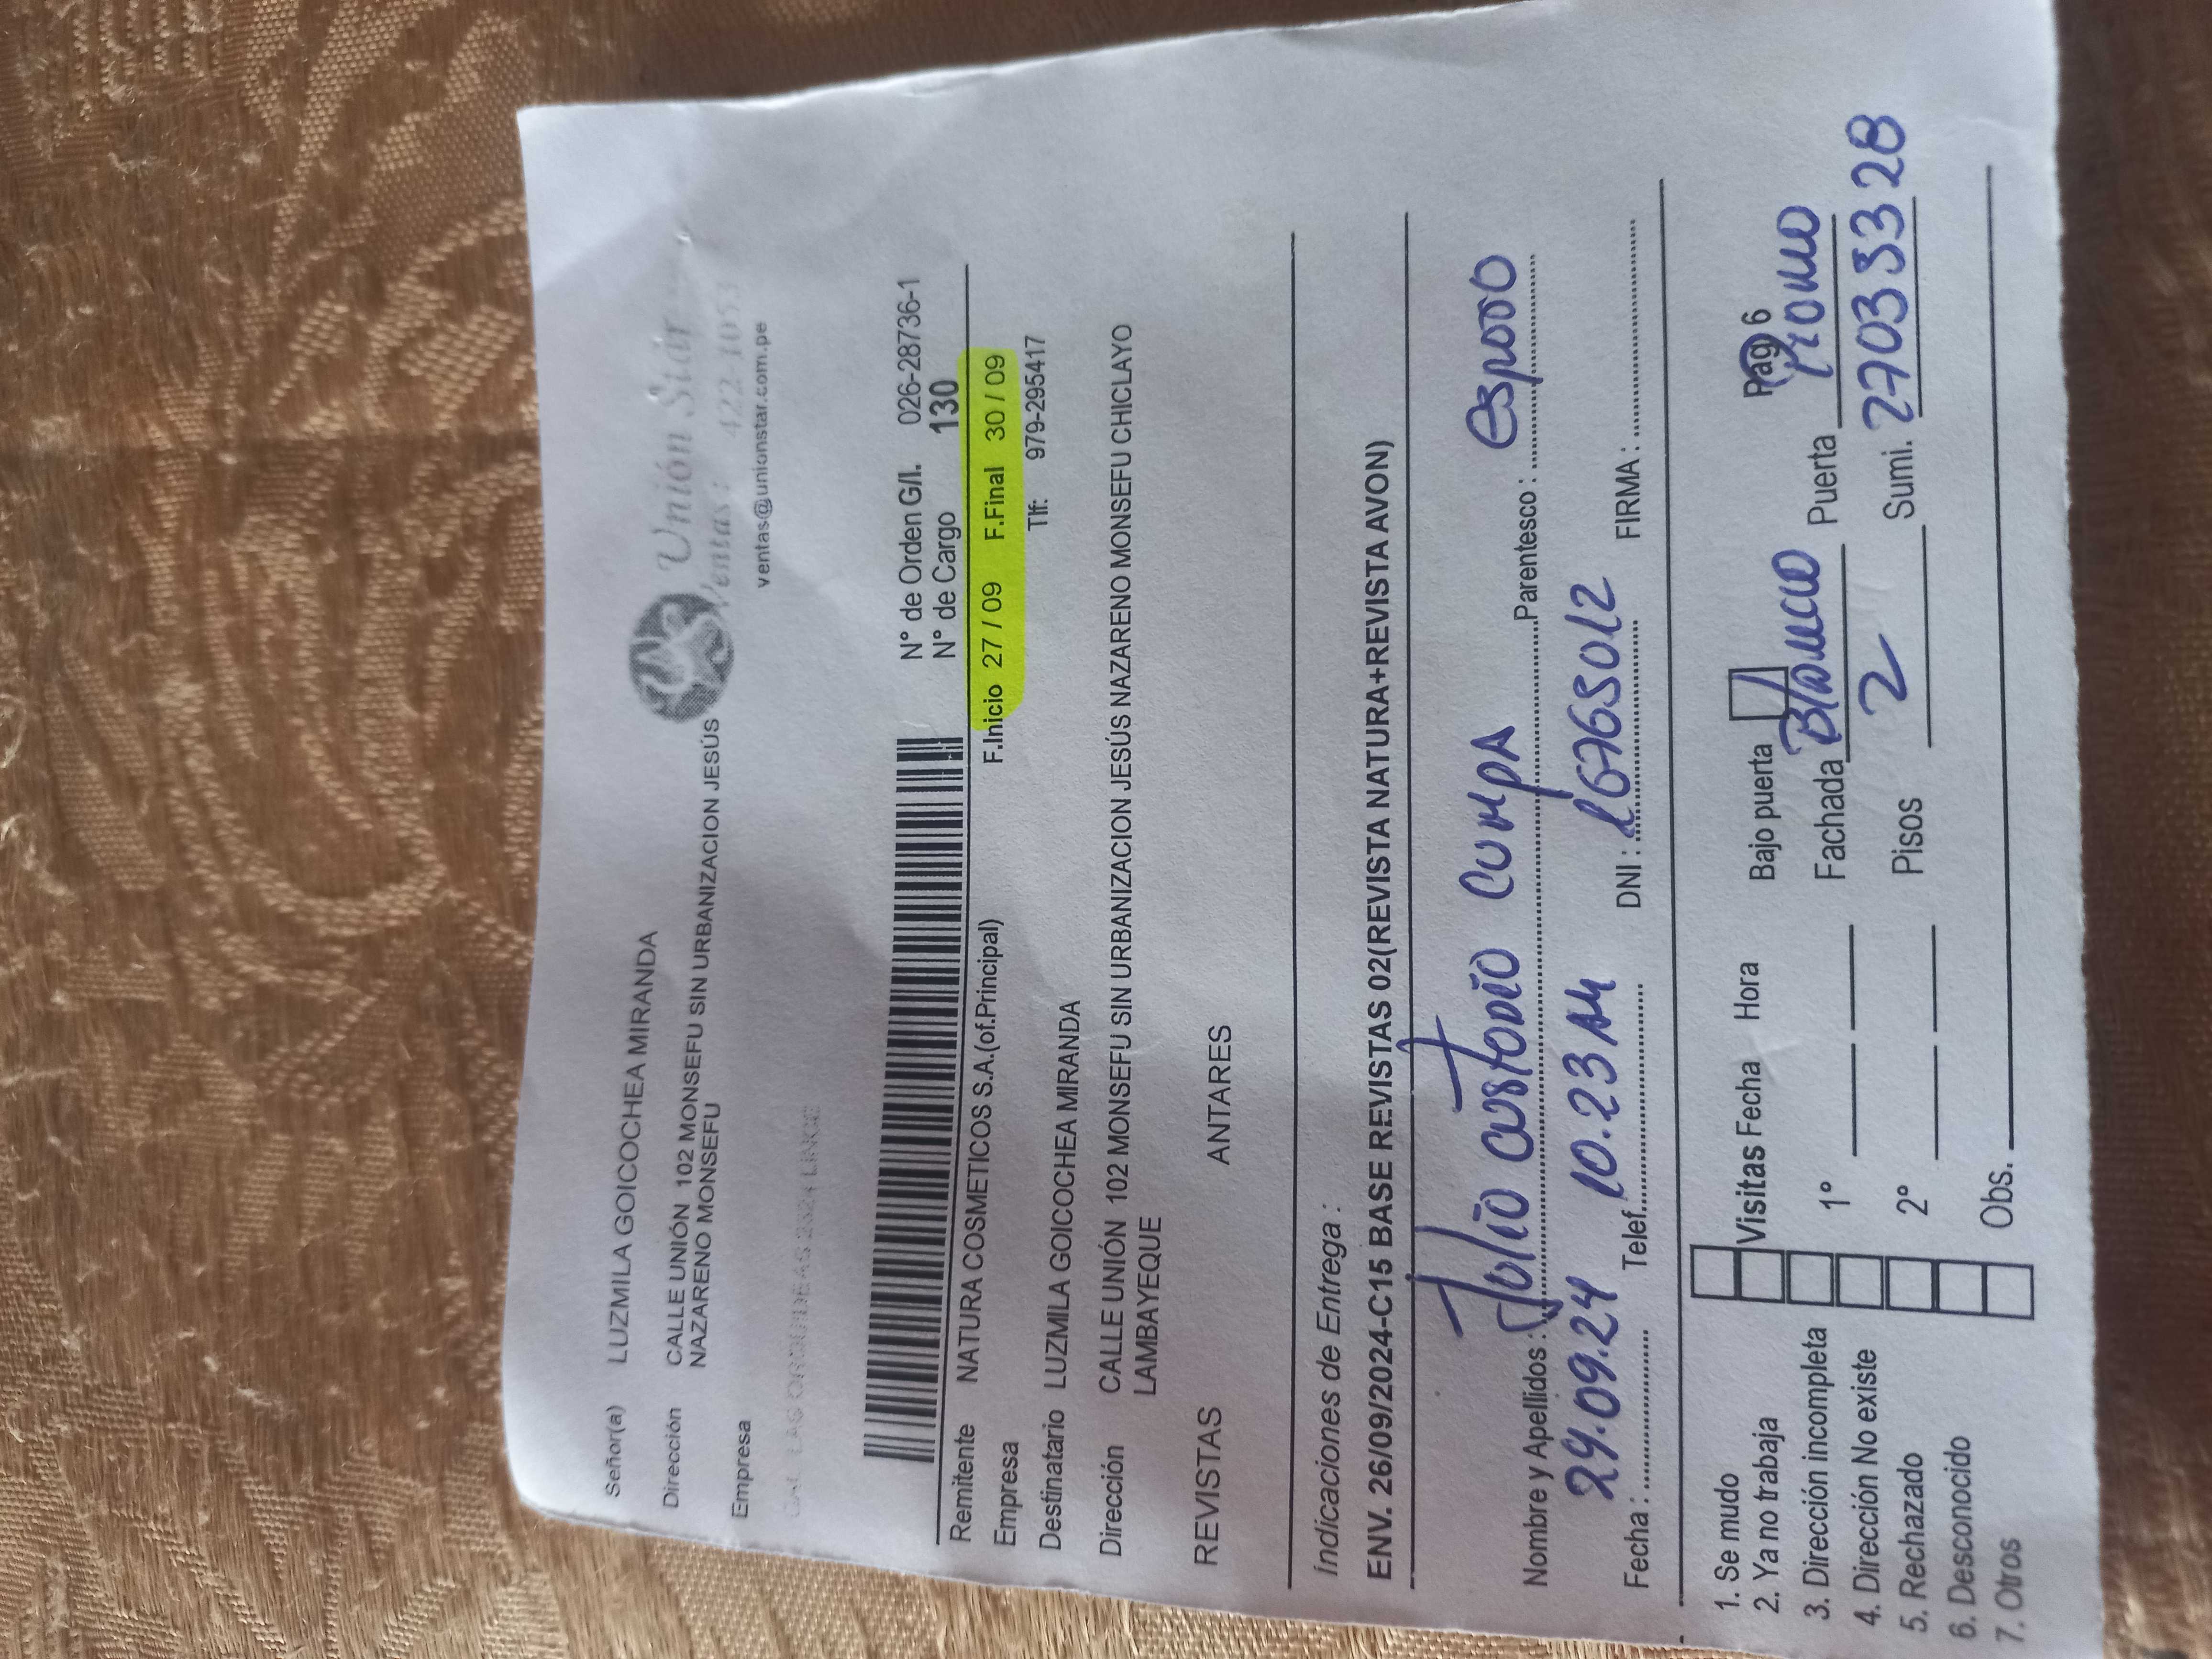 Señor(a) LUZMILA GOICOCHEA MIRANDA
Dirección CALLE UNIÓN 102 MONSEFU SIN URBANIZACION JESÚS
NAZARENO MONSEFU
Empresa
Unión Star
Ventas: 422-1051
ventas@unionstar.com.pe
N° de Orden G/I. 026-28736-1
N° de Cargo 130
Remitente NATURA COSMETICOS S.A.(of.Principal)
F.Inicio 27 / 09 F.Final 30 / 09
Empresa
Tlf: 979-295417
Destinatario LUZMILA GOICOCHEA MIRANDA
Dirección CALLE UNIÓN 102 MONSEFU SIN URBANIZACION JESÚS NAZARENO MONSEFU CHICLAYO
LAMBAYEQUE
REVISTAS ANTARES
Indicaciones de Entrega :
ENV. 26/09/2024-C15 BASE REVISTAS 02(REVISTA NATURA+REVISTA AVON)
Nombre y Apellidos : Julio custodio cumpA Parentesco : esposo
Fecha : 29.09.24 Telef. 10.23 AM DNI : 16765012 FIRMA :
1. Se mudo
2. Ya no trabaja
3. Dirección incompleta
4. Dirección No existe
5. Rechazado
6. Desconocido
7. Otros
Visitas Fecha Hora
1°
2°
Obs.
Bajo puerta Pag 6
Fachada Blanco Puerta
Pisos 2 Sumi. 27033328